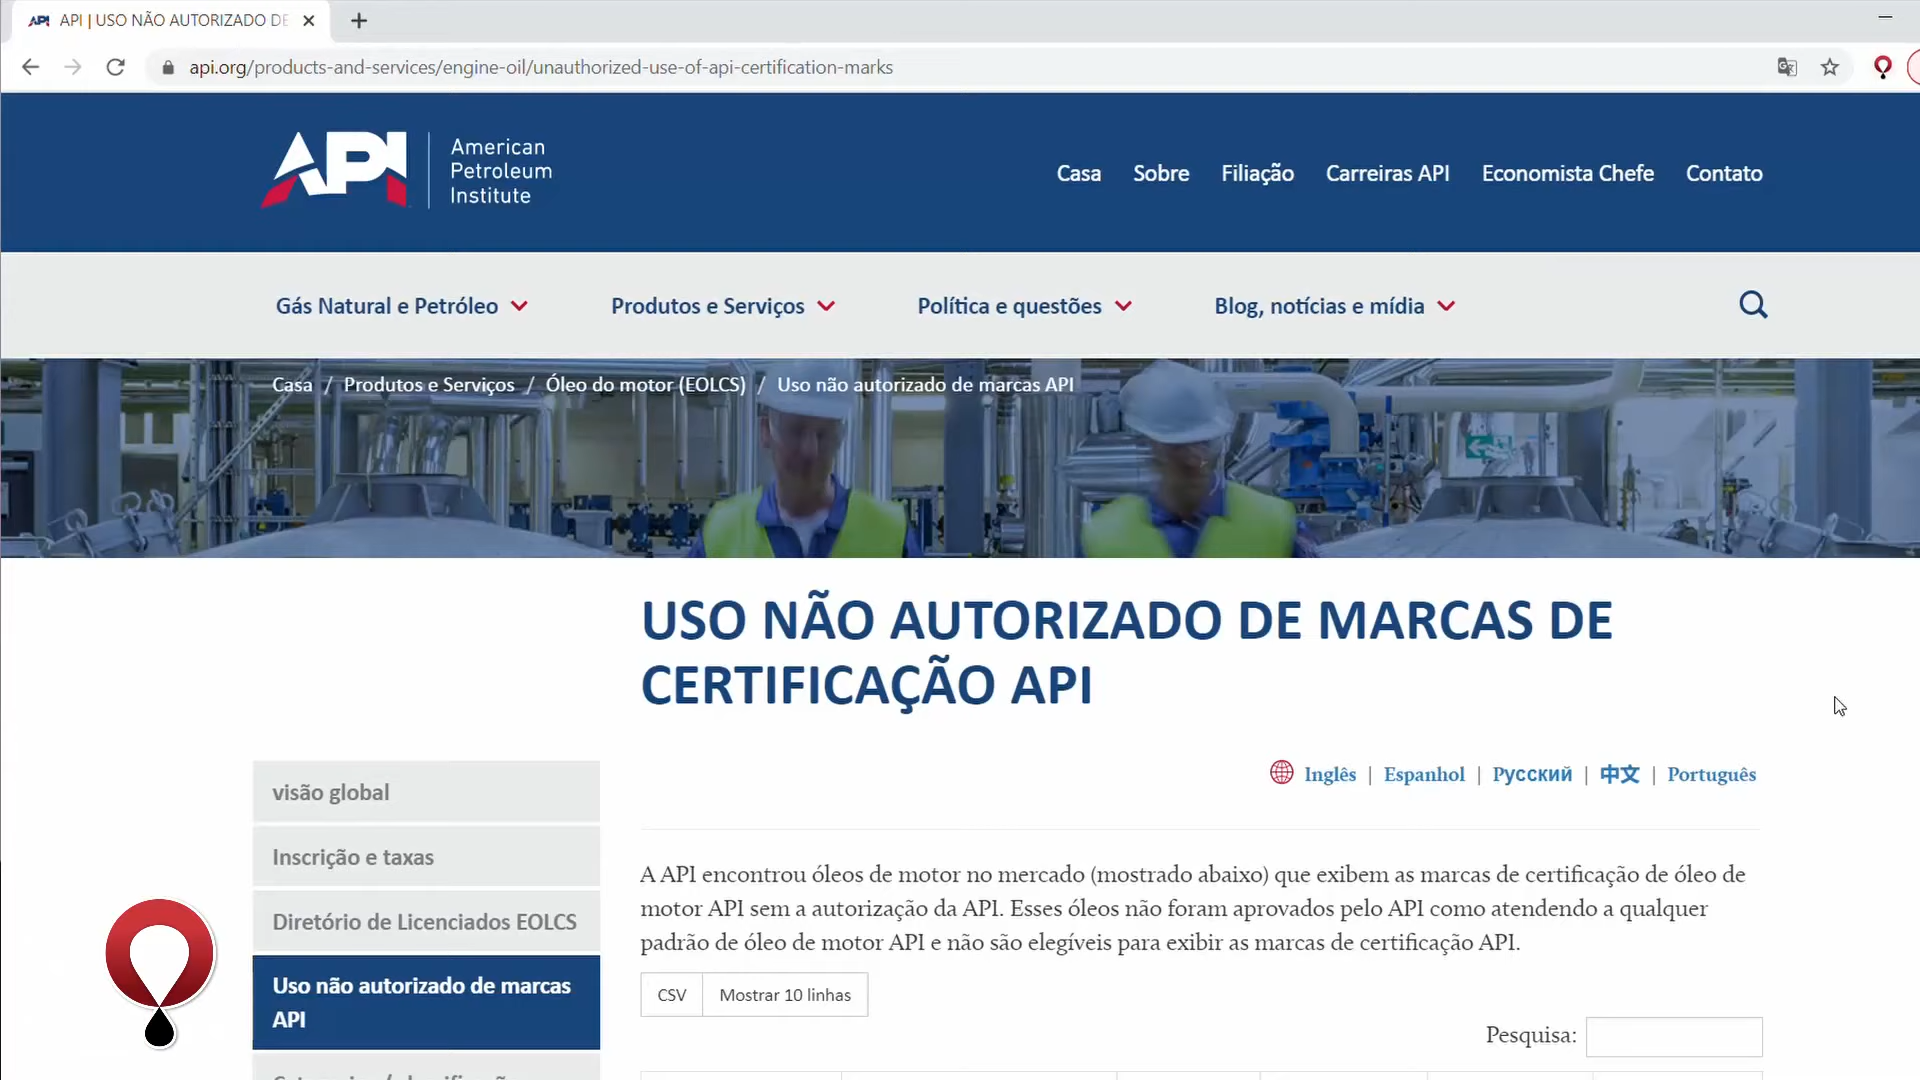 API | USO NÃO AUTORIZADO DE
api.org/products-and-services/engine-oil/unauthorized-use-of-api-certification-marks
API
American
Petroleum
Institute
Casa Sobre Filiação Carreiras API Economista Chefe Contato
Gás Natural e Petróleo Produtos e Serviços Política e questões Blog, notícias e mídia
Casa / Produtos e Serviços / Óleo do motor (EOLCS) / Uso não autorizado de marcas API
USO NÃO AUTORIZADO DE MARCAS DE
CERTIFICAÇÃO API
Inglês | Espanhol | Русский | 中文 | Português
visão global
Inscrição e taxas
Diretório de Licenciados EOLCS
Uso não autorizado de marcas
API
A API encontrou óleos de motor no mercado (mostrado abaixo) que exibem as marcas de certificação de óleo de
motor API sem a autorização da API. Esses óleos não foram aprovados pelo API como atendendo a qualquer
padrão de óleo de motor API e não são elegíveis para exibir as marcas de certificação API.
CSV Mostrar 10 linhas
Pesquisa: